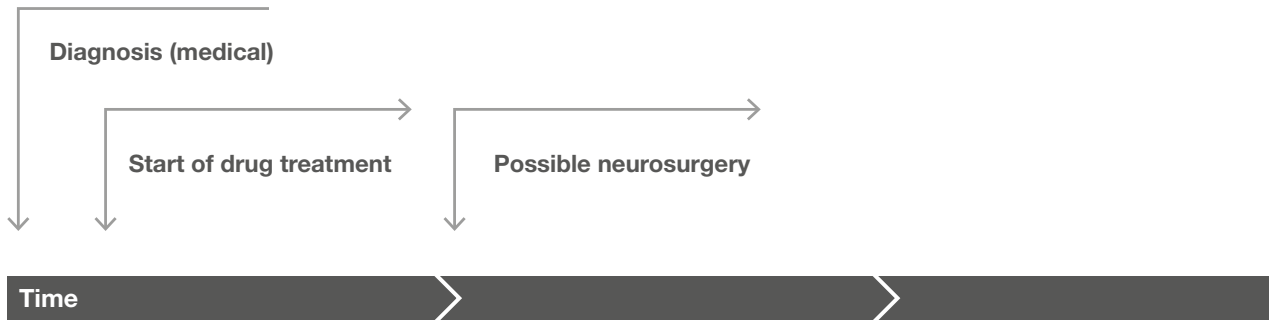 Diagnosis (medical)
Start of drug treatment
Possible neurosurgery
Time